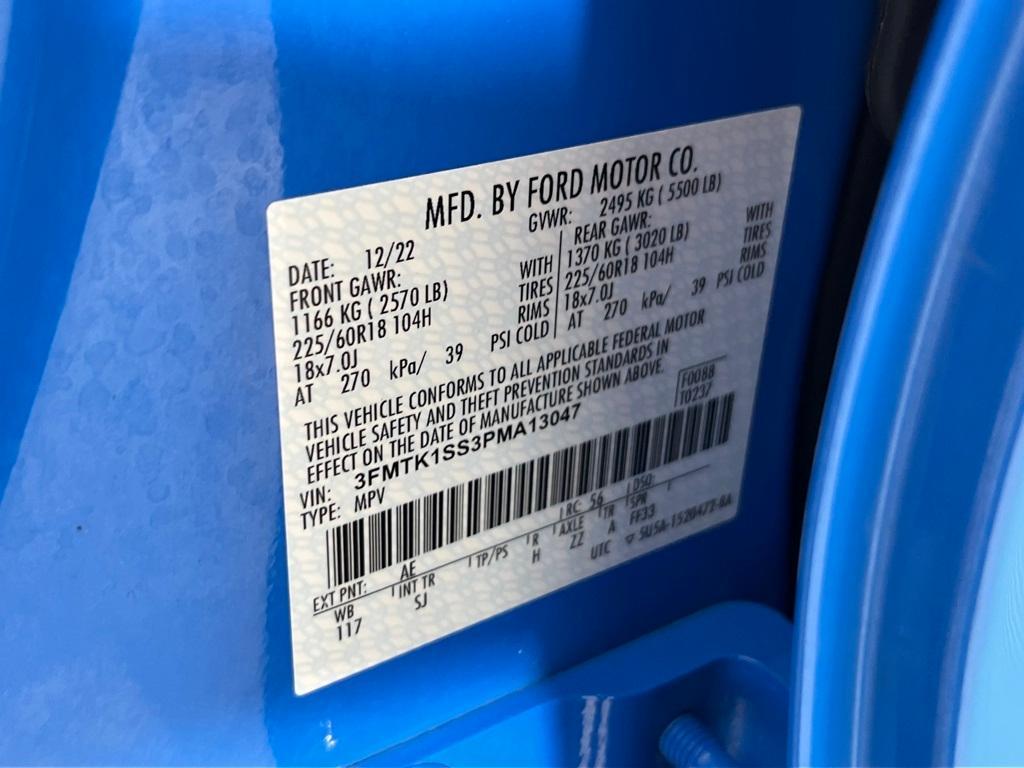 MFD. BY FORD MOTOR CO.
DATE: 12/22 GVWR: 2495 KG ( 5500 LB)
FRONT GAWR: REAR GAWR:
1166 KG ( 2570 LB) WITH 1370 KG ( 3020 LB) WITH
225/60R18 104H TIRES 225/60R18 104H TIRES
18x7.0J RIMS 18x7.0J RIMS
AT 270 kPa/ 39 PSI COLD AT 270 kPa/ 39 PSI COLD
THIS VEHICLE CONFORMS TO ALL APPLICABLE FEDERAL MOTOR
VEHICLE SAFETY AND THEFT PREVENTION STANDARDS IN
EFFECT ON THE DATE OF MANUFACTURE SHOWN ABOVE.
F0088
T0237
VIN: 3FMTK1SS3PMA13047
TYPE: MPV
EXT PNT: AE RC: 56 DSO:
WB INT TR TP/PS R AXLE TR SPR
117 SJ H ZZ A FF33
UTC ▽ 5U5A-1520472-BA